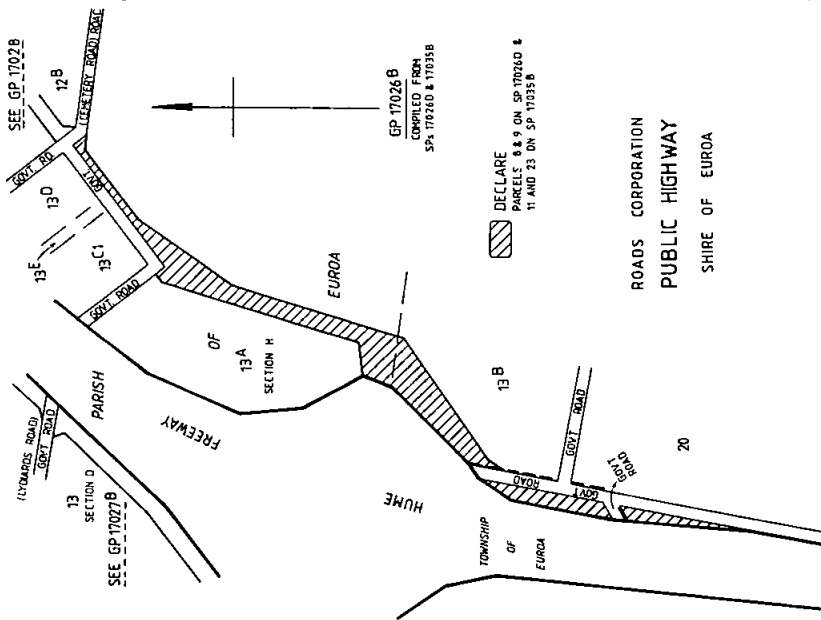 SEE GP 17028
12B
(CEMETERY ROAD) ROAD
GOVT. RD
GOVT
13D
13E
13C1
GOVT. ROAD
(LYDIARDS ROAD)
GOVT ROAD
13
SECTION D
SEE GP 17027B
PARISH
OF
EUROA
13A
SECTION H
HUME
FREEWAY
GP 17026B
COMPILED FROM
SPs 17026D & 17035B
DECLARE
PARCELS 8 & 9 ON SP 17026D &
11 AND 23 ON SP 17035B
13B
GOVT ROAD
GOVT
ROAD
GOVT
ROAD
20
TOWNSHIP
OF
EUROA
ROADS CORPORATION
PUBLIC HIGHWAY
SHIRE OF EUROA